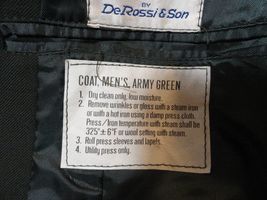 BY
DeRossi & Son
COAT, MEN'S, ARMY GREEN
1. Dry clean only, low moisture.
2. Remove wrinkles or gloss with a steam iron
or with a hot iron using a damp press cloth.
Press/Iron temperature with steam shall be
325°± 6°F or wool setting with steam.
3. Roll press sleeves and lapels.
4. Utility press only.